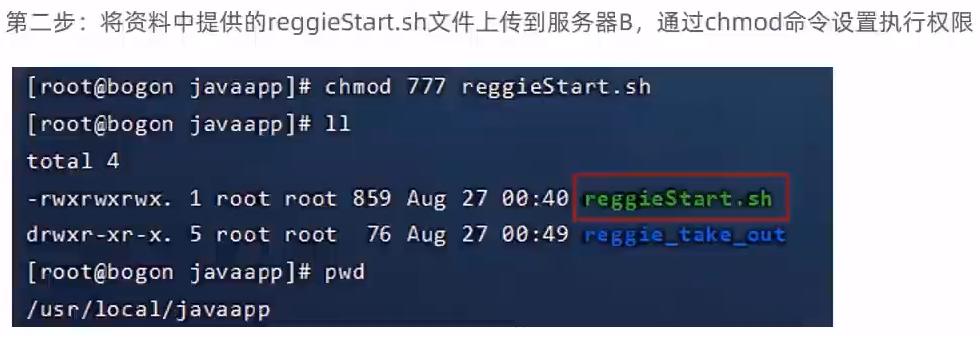 第二步：将资料中提供的reggieStart.sh文件上传到服务器B，通过chmod命令设置执行权限
[root@bogon javaapp]# chmod 777 reggieStart.sh
[root@bogon javaapp]# ll
total 4
-rwxrwxrwx. 1 root root 859 Aug 27 00:40 reggieStart.sh
drwxr-xr-x. 5 root root  76 Aug 27 00:49 reggie_take_out
[root@bogon javaapp]# pwd
/usr/local/javaapp